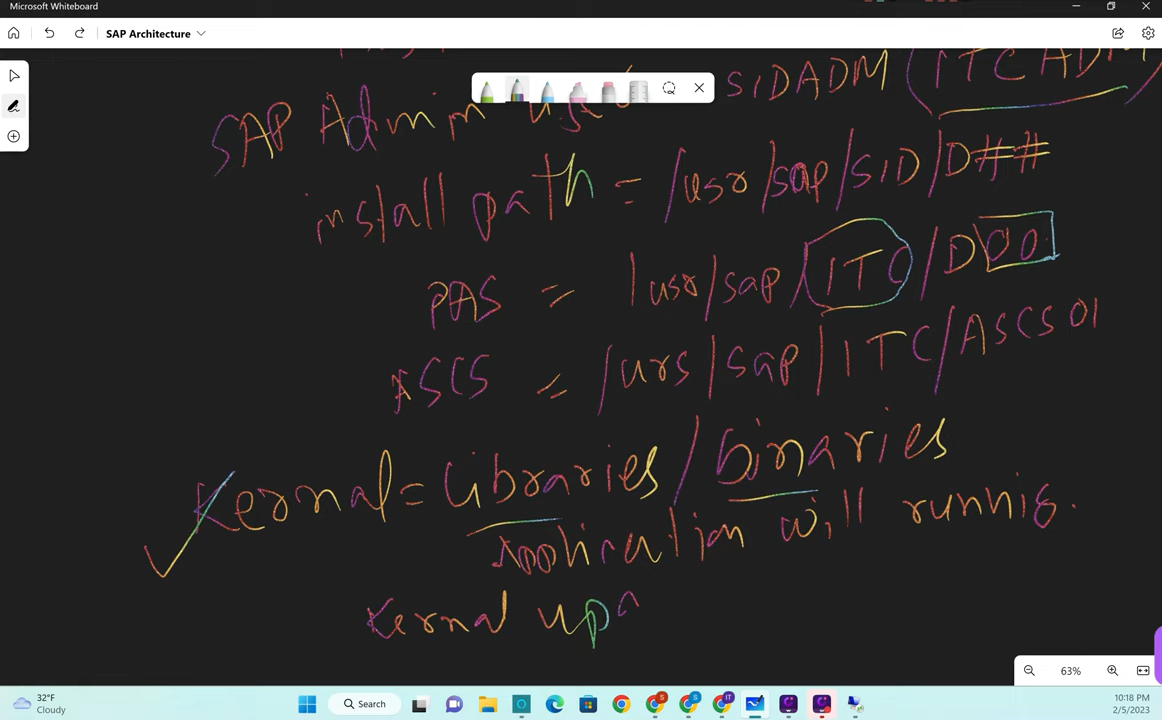 Microsoft Whiteboard
SAP Architecture
SAP Admin user SIDADM (ITCADM)
install path = /usr/sap/SID/D##
PAS = /usr/sap/ITC/D00
ASCS = /urs/sap/ITC/ASCS01
Kernal = Libraries/binaries
application will runnig.
Kernal upa
63%
32°F
Cloudy
Search
10:18 PM
2/5/2023